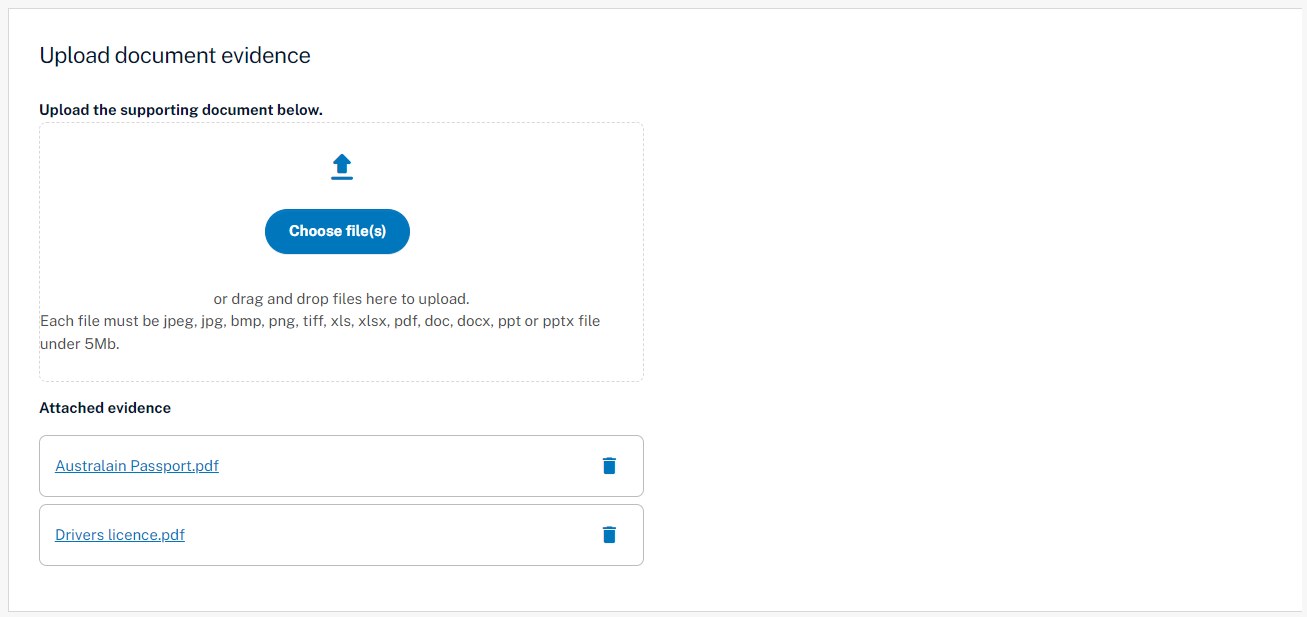 Upload document evidence
Upload the supporting document below.
Choose file(s)
or drag and drop files here to upload.
Each file must be jpeg, jpg, bmp, png, tiff, xls, xlsx, pdf, doc, docx, ppt or pptx file
under 5Mb.
Attached evidence
Australain Passport.pdf
Drivers licence.pdf